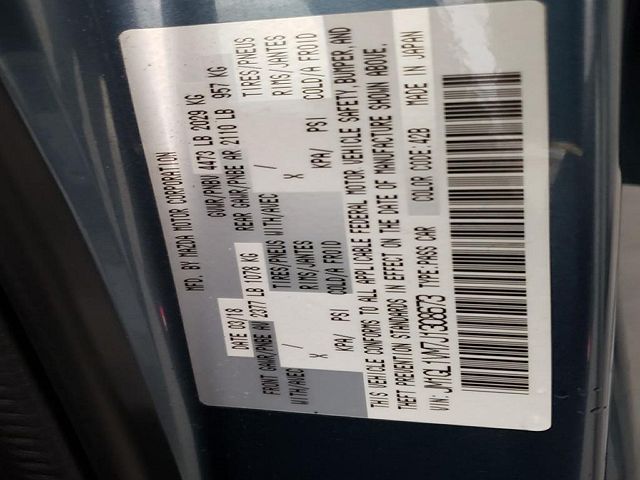 MFD. BY MAZDA MOTOR CORPORATION
DATE 03/18 GVWR/PNBV 4473 LB 2029 KG
FRONT GAWR/PNBE AV 2377 LB 1078 KG REAR GAWR/PNBE AR 2110 LB 957 KG
WITH/AVEC TIRES/PNEUS WITH/AVEC TIRES/PNEUS
/ RIMS/JANTES / RIMS/JANTES
X COLD/A FROID X COLD/A FROID
KPA/ PSI KPA/ PSI
THIS VEHICLE CONFORMS TO ALL APPLICABLE FEDERAL MOTOR VEHICLE SAFETY, BUMPER, AND
THEFT PREVENTION STANDARDS IN EFFECT ON THE DATE OF MANUFACTURE SHOWN ABOVE.
VIN: JM1GL1VM7J1308673 TYPE:PASS CAR COLOR CODE: 42B MADE IN JAPAN